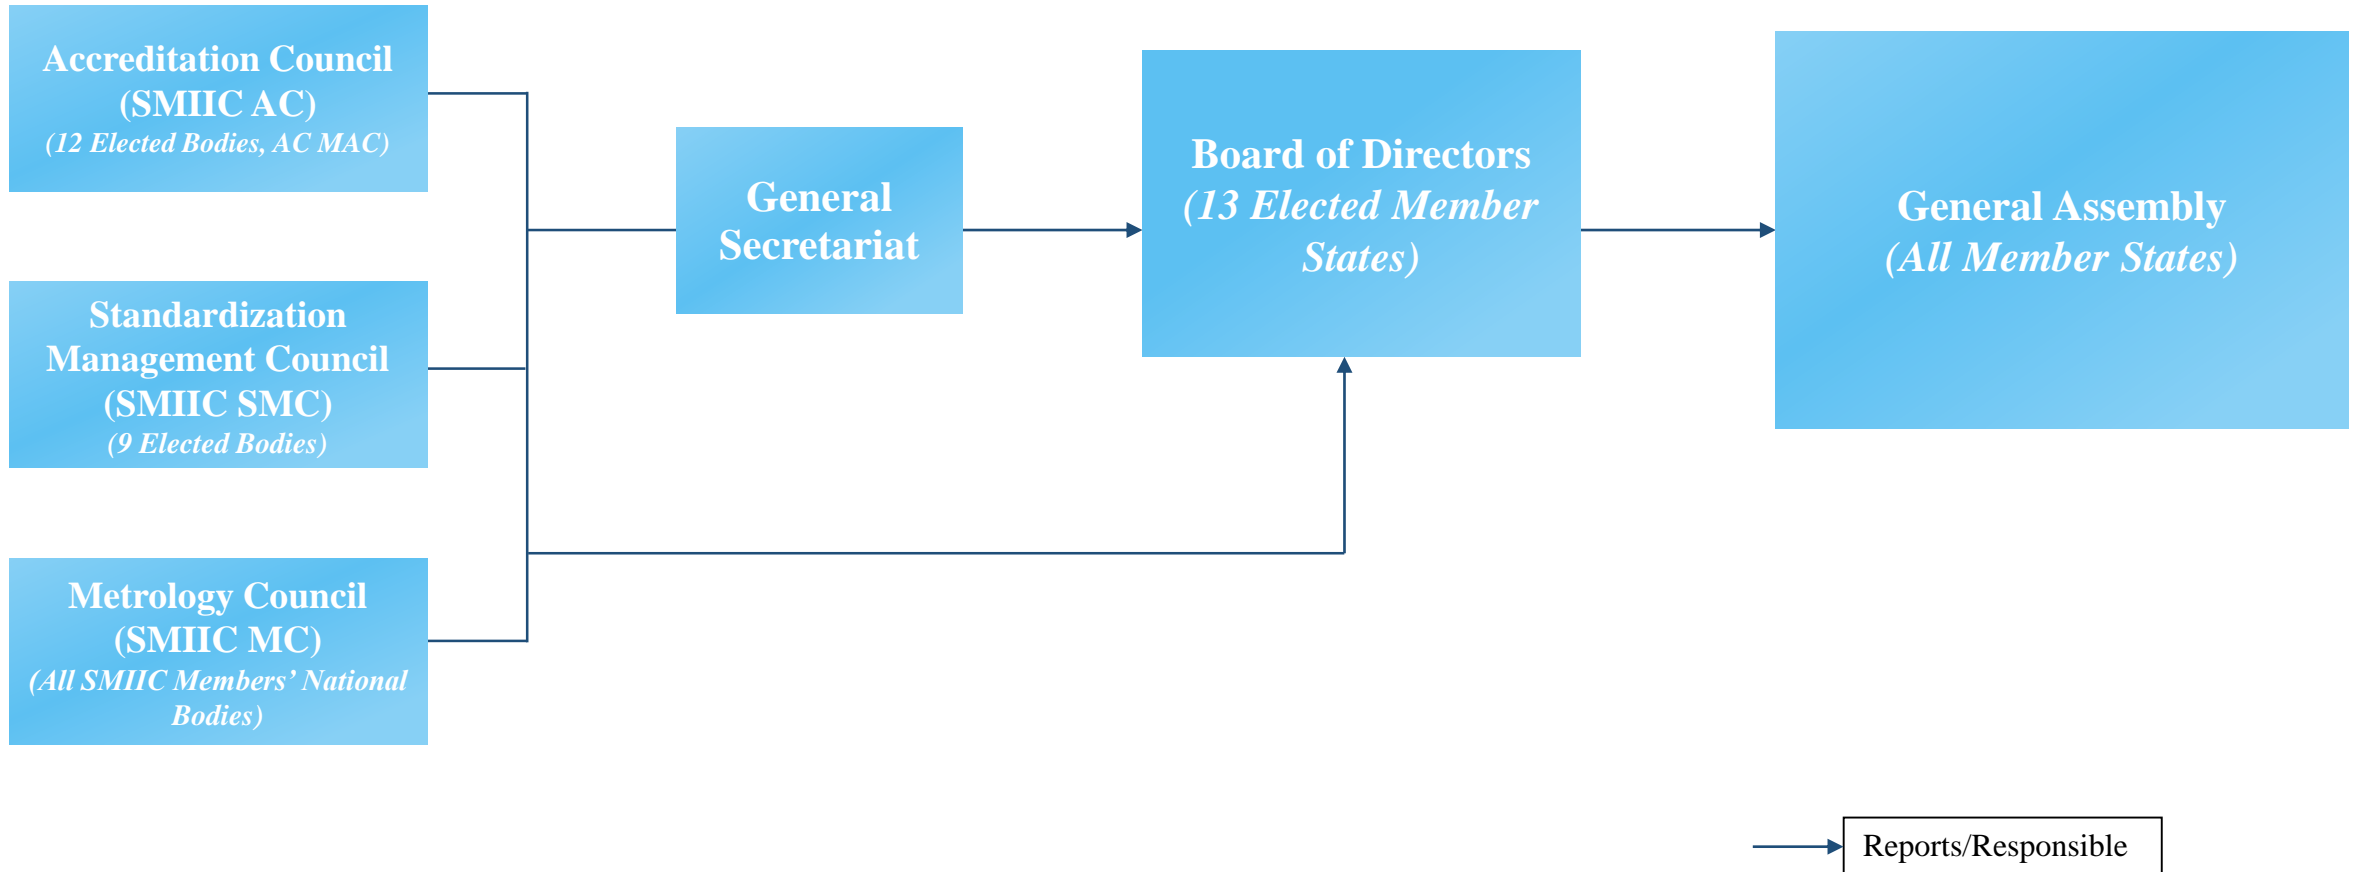 Accreditation Council
(SMIIC AC)
(12 Elected Bodies, AC MAC)
Standardization
Management Council
(SMIIC SMC)
(9 Elected Bodies)
Metrology Council
(SMIIC MC)
(All SMIIC Members’ National
Bodies)
General
Secretariat
Board of Directors
(13 Elected Member
States)
General Assembly
(All Member States)
Reports/Responsible